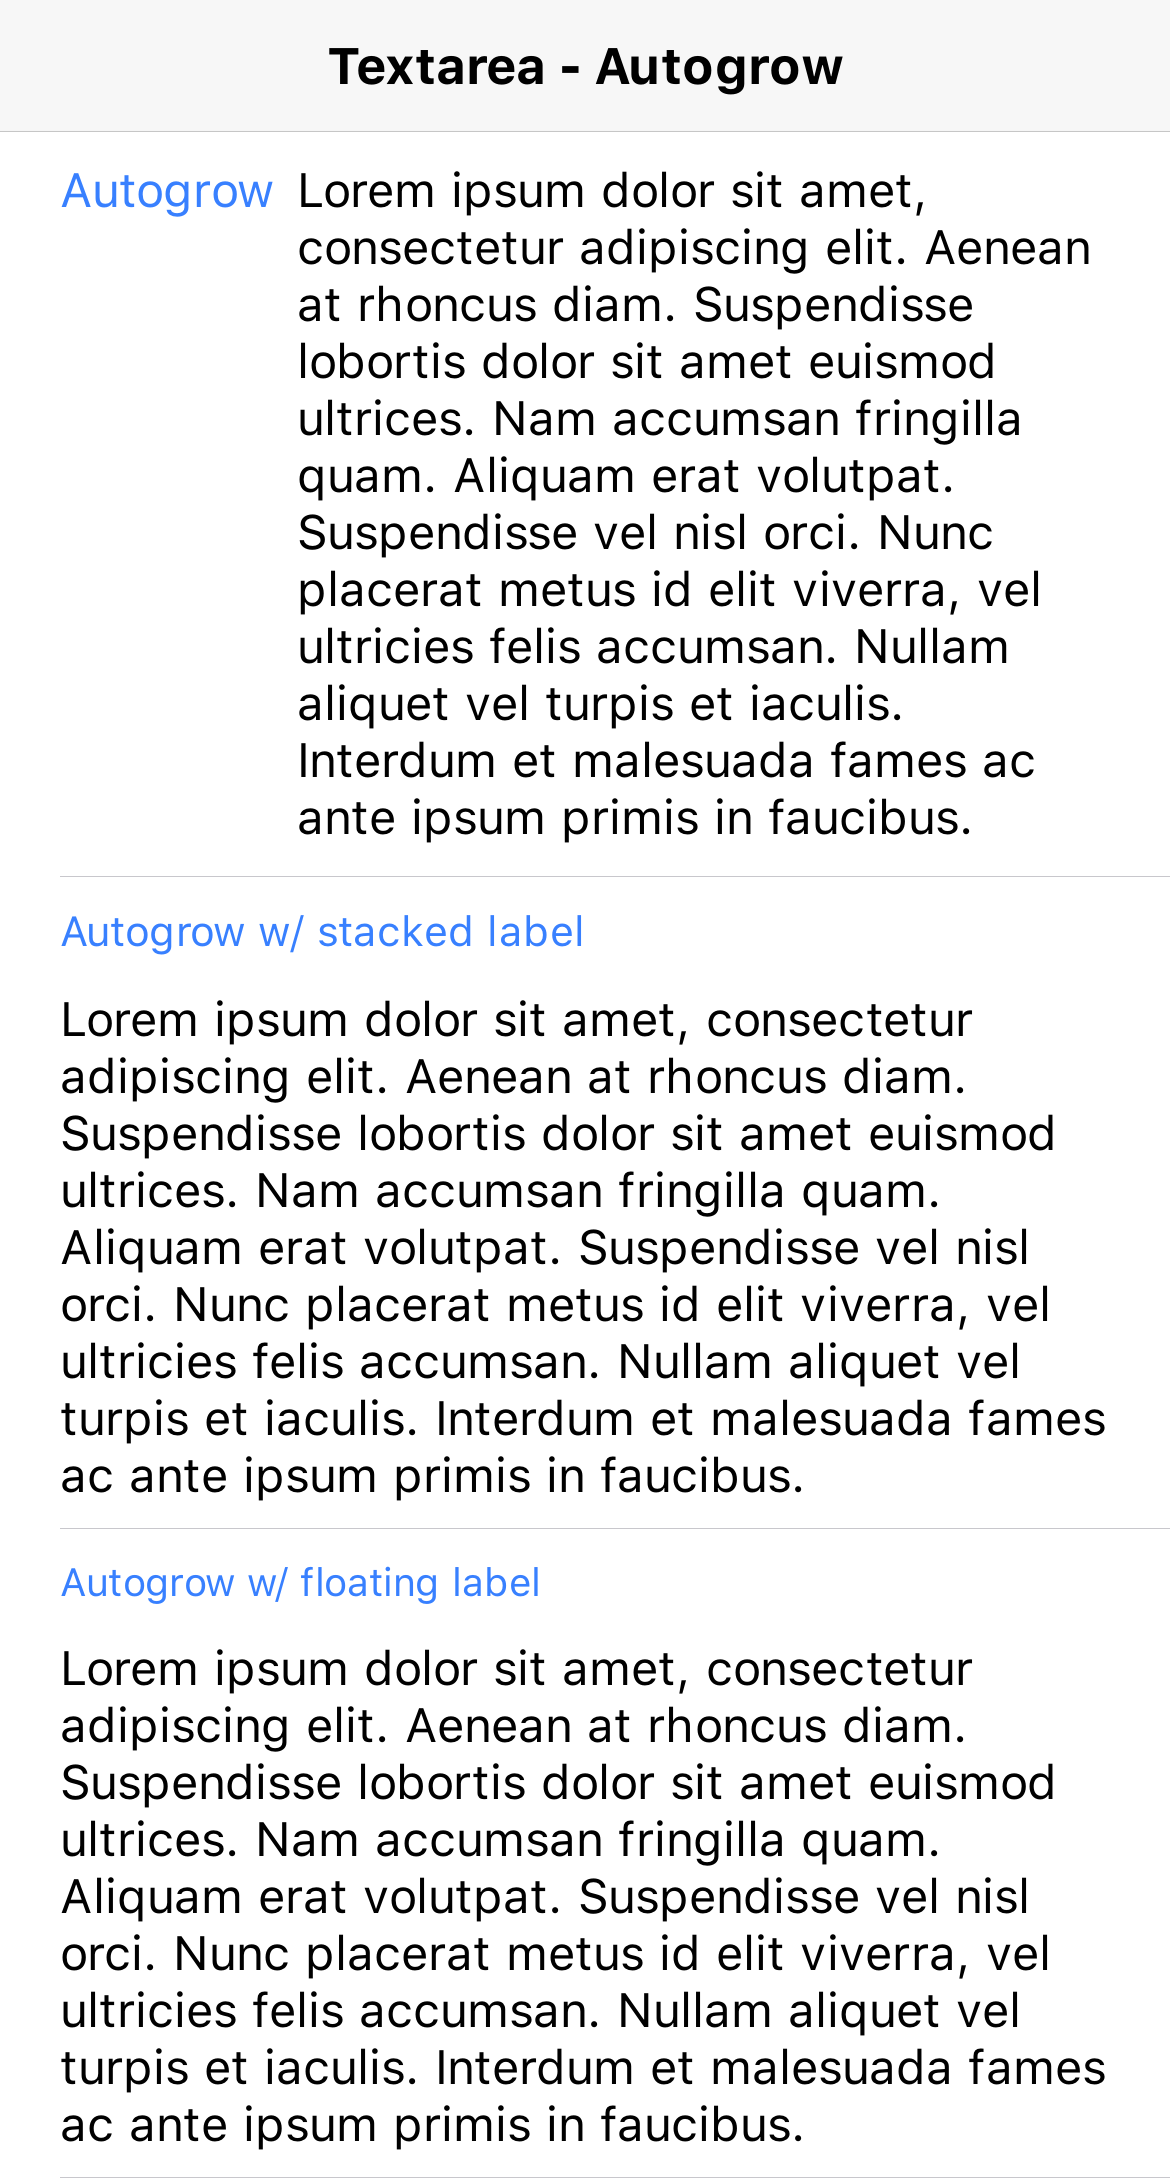 Textarea - Autogrow
Autogrow Lorem ipsum dolor sit amet,
consectetur adipiscing elit. Aenean
at rhoncus diam. Suspendisse
lobortis dolor sit amet euismod
ultrices. Nam accumsan fringilla
quam. Aliquam erat volutpat.
Suspendisse vel nisl orci. Nunc
placerat metus id elit viverra, vel
ultricies felis accumsan. Nullam
aliquet vel turpis et iaculis.
Interdum et malesuada fames ac
ante ipsum primis in faucibus.
Autogrow w/ stacked label
Lorem ipsum dolor sit amet, consectetur
adipiscing elit. Aenean at rhoncus diam.
Suspendisse lobortis dolor sit amet euismod
ultrices. Nam accumsan fringilla quam.
Aliquam erat volutpat. Suspendisse vel nisl
orci. Nunc placerat metus id elit viverra, vel
ultricies felis accumsan. Nullam aliquet vel
turpis et iaculis. Interdum et malesuada fames
ac ante ipsum primis in faucibus.
Autogrow w/ floating label
Lorem ipsum dolor sit amet, consectetur
adipiscing elit. Aenean at rhoncus diam.
Suspendisse lobortis dolor sit amet euismod
ultrices. Nam accumsan fringilla quam.
Aliquam erat volutpat. Suspendisse vel nisl
orci. Nunc placerat metus id elit viverra, vel
ultricies felis accumsan. Nullam aliquet vel
turpis et iaculis. Interdum et malesuada fames
ac ante ipsum primis in faucibus.